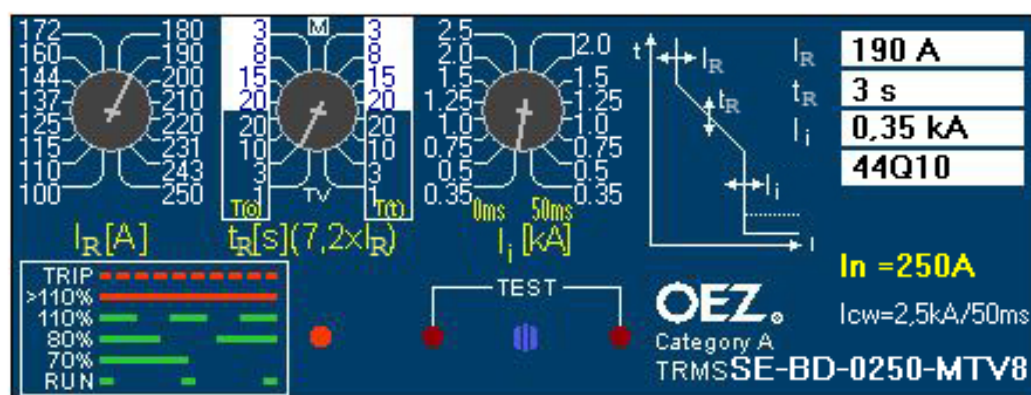 172 180
160 190
144 200
137 210
125 220
115 231
110 243
100 250
I_R[A]
M
3 3
8 8
15 15
20 20
20 20
10 10
3 3
1 1
TV
T(o) T(t)
t_R[s](7,2xI_R)
2.5 2.0
2.0 1.5
1.5 1.25
1.25 1.0
1.0 0.75
0.75 0.5
0.5 0.35
0.35
0ms 50ms
I_i [kA]
t
I_R
t_R
I_i
I
I_R 190 A
t_R 3 s
I_i 0,35 kA
44Q10
In =250A
Icw=2,5kA/50ms
TRIP
>110%
110%
80%
70%
RUN
TEST
OEZ.
Category A
TRMS SE-BD-0250-MTV8